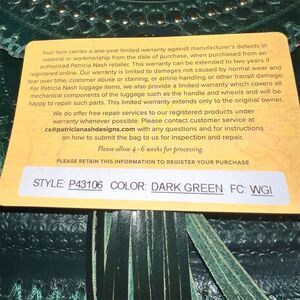 Your item carries a one-year limited warranty against manufacturer's defects in
material or workmanship from the date of purchase, when purchased from an
authorized Patricia Nash retailer. This can be extended to two years if
registered online. Our warranty is limited to damages not caused by normal wear and
tear over time, customer abuse or staining, or airline handling or other transit damage.
For Patricia Nash luggage items, we also provide a limited warranty which covers all
mechanical components of the luggage such as the handle and wheels and will be
happy to repair such parts. This limited warranty extends only to the original owner.
We do offer free repair services to our registered products under
warranty whenever possible. Please contact customer service at
cs@patricianashdesigns.com with any questions and for instructions
on how to submit the bag to us for inspection and repair.
Please allow 4-6 weeks for processing.
PLEASE RETAIN THIS INFORMATION TO REGISTER YOUR PURCHASE
STYLE: P43106 COLOR: DARK GREEN FC: WGI